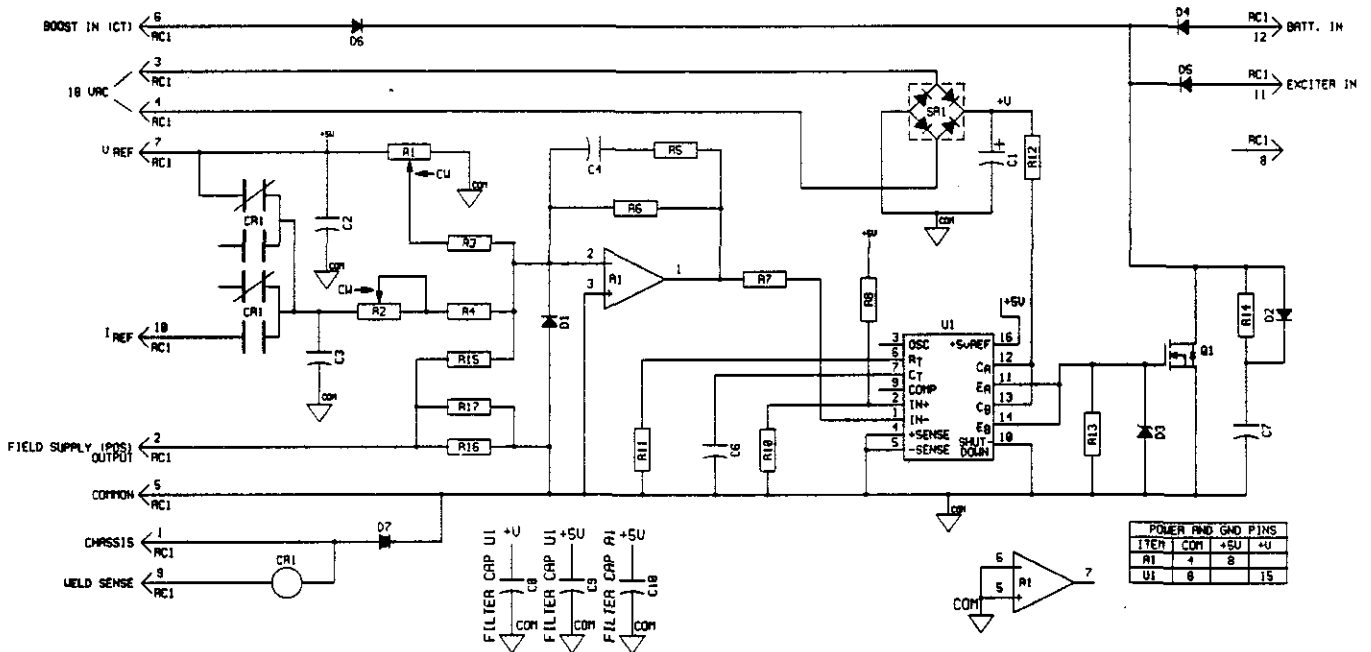 BOOST IN (CT) 6 RC1
D6
D4
RC1 12 BATT. IN
3 RC1
18 VAC
4 RC1
D5
RC1 11 EXCITER IN
RC1 8
SR1
+V
C1
+
R12
COM
V REF 7 RC1
+5V
R1
CW
COM
C4
R5
R6
CR1
C2
COM
R3
CW
R2
R4
CR1
I REF 10 RC1
C3
COM
R15
R17
R16
D1
2
3
A1
1
R7
+5V
R8
+5V
U1
3 OSC +5VREF 16
6 RT CA 12
7 CT EA 11
9 COMP CB 13
2 IN+ EB 14
1 IN-
4 +SENSE SHUT- 10
5 -SENSE DOWN
R11
C6
R10
R13
D3
Q1
R14
D2
C7
FIELD SUPPLY (POS) 2
OUTPUT RC1
COMMON 5 RC1
COM
CHASSIS 1 RC1
D7
WELD SENSE 9 RC1
CR1
FILTER CAP U1 +V C8 COM
FILTER CAP U1 +5V C9 COM
FILTER CAP A1 +5V C10 COM
6
5
A1
7
COM
POWER AND GND PINS
ITEM COM +5V +V
A1 4 8
U1 8 15